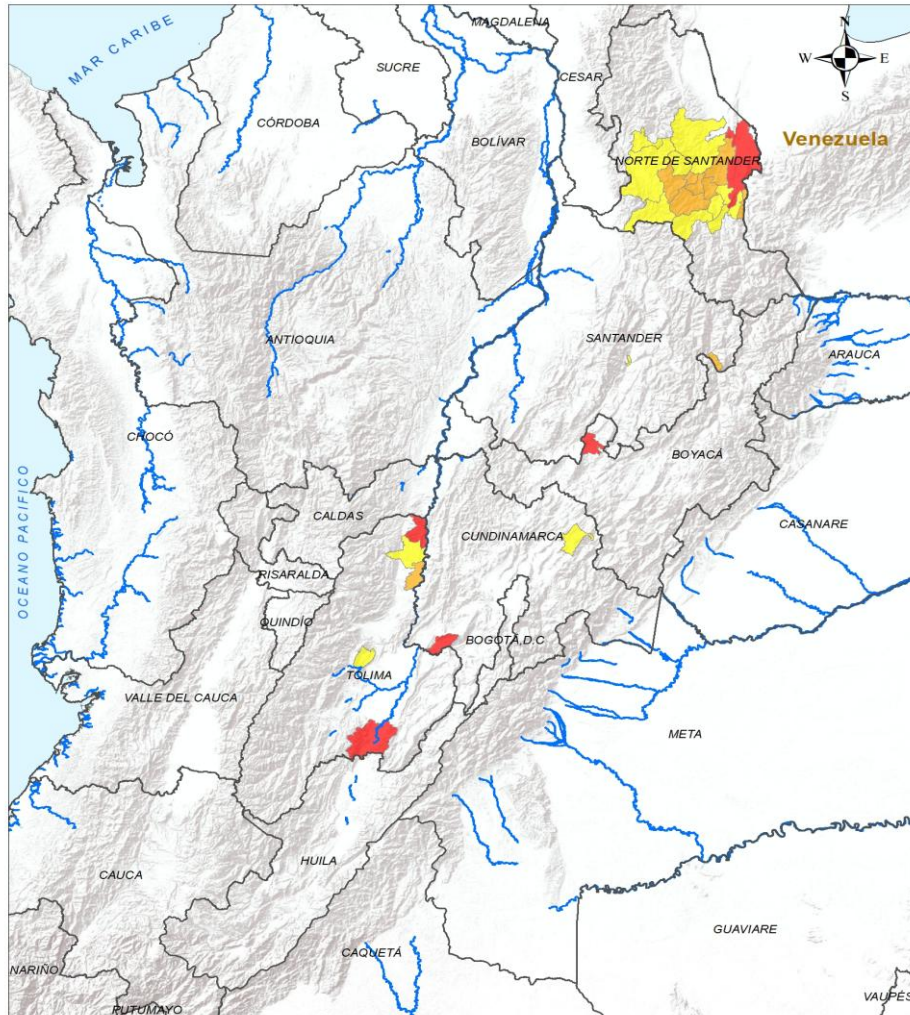 MAGDALENA
N
MAR CARIBE
W
E
SUCRE
CESAR
S
CÓRDOBA
BOLÍVAR
Venezuela
NORTE DE SANTANDER
ANTIOQUIA
SANTANDER
ARAUCA
CHOCÓ
BOYACÁ
OCEANO PACIFICO
CALDAS
CASANARE
CUNDINAMARCA
RISARALDA
QUINDÍO
BOGOTÁ, D.C
TOLIMA
VALLE DEL CAUCA
META
HUILA
CAUCA
GUAVIARE
CAQUETÁ
NARIÑO
VAUPÉS
PUTUMAYO